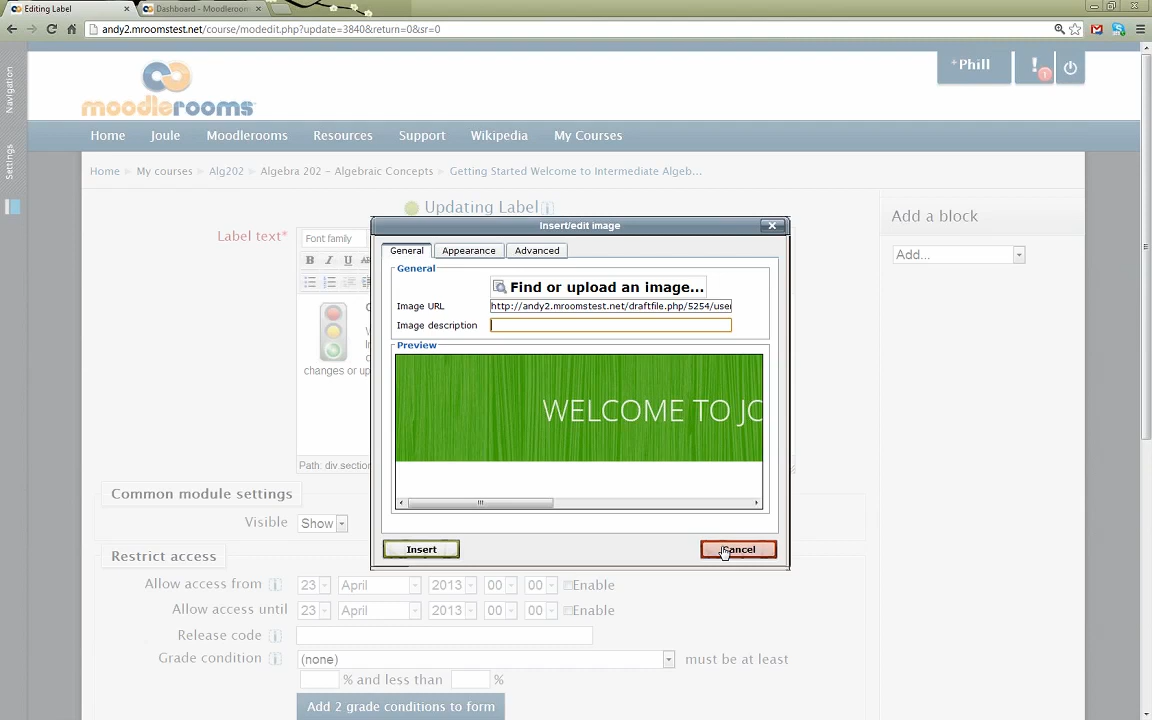 Editing Label
Dashboard - Moodleroom
andy2.mroomstest.net/course/modedit.php?update=3840&return=0&sr=0
Navigation
Settings
moodlerooms
Phill
! 1
Home Joule Moodlerooms Resources Support Wikipedia My Courses
Home My courses Alg202 Algebra 202 - Algebraic Concepts Getting Started Welcome to Intermediate Algeb...
Updating Label
Add a block
Add...
Label text*
Font family
B I U
changes or up
Path: div.section
Insert/edit image
General Appearance Advanced
General
Find or upload an image...
Image URL http://andy2.mroomstest.net/draftfile.php/5254/user
Image description
Preview
WELCOME TO JO
Insert Cancel
Common module settings
Visible Show
Restrict access
Allow access from 23 April 2013 00 00 Enable
Allow access until 23 April 2013 00 00 Enable
Release code
Grade condition (none) must be at least
% and less than %
Add 2 grade conditions to form